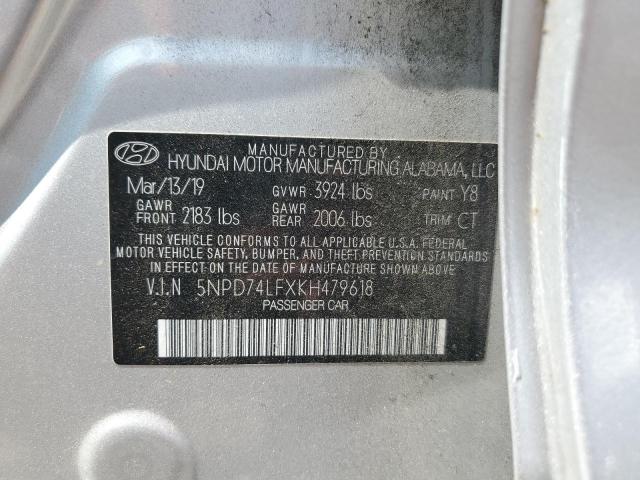 MANUFACTURED BY
HYUNDAI MOTOR MANUFACTURING ALABAMA, LLC
Mar/13/19 GVWR 3924 lbs PAINT Y8
GAWR FRONT 2183 lbs GAWR REAR 2006 lbs TRIM CT
THIS VEHICLE CONFORMS TO ALL APPLICABLE U.S.A. FEDERAL
MOTOR VEHICLE SAFETY, BUMPER, AND THEFT PREVENTION STANDARDS
IN EFFECT ON THE DATE OF MANUFACTURE SHOWN ABOVE.
V.I.N 5NPD74LFXKH479618
PASSENGER CAR